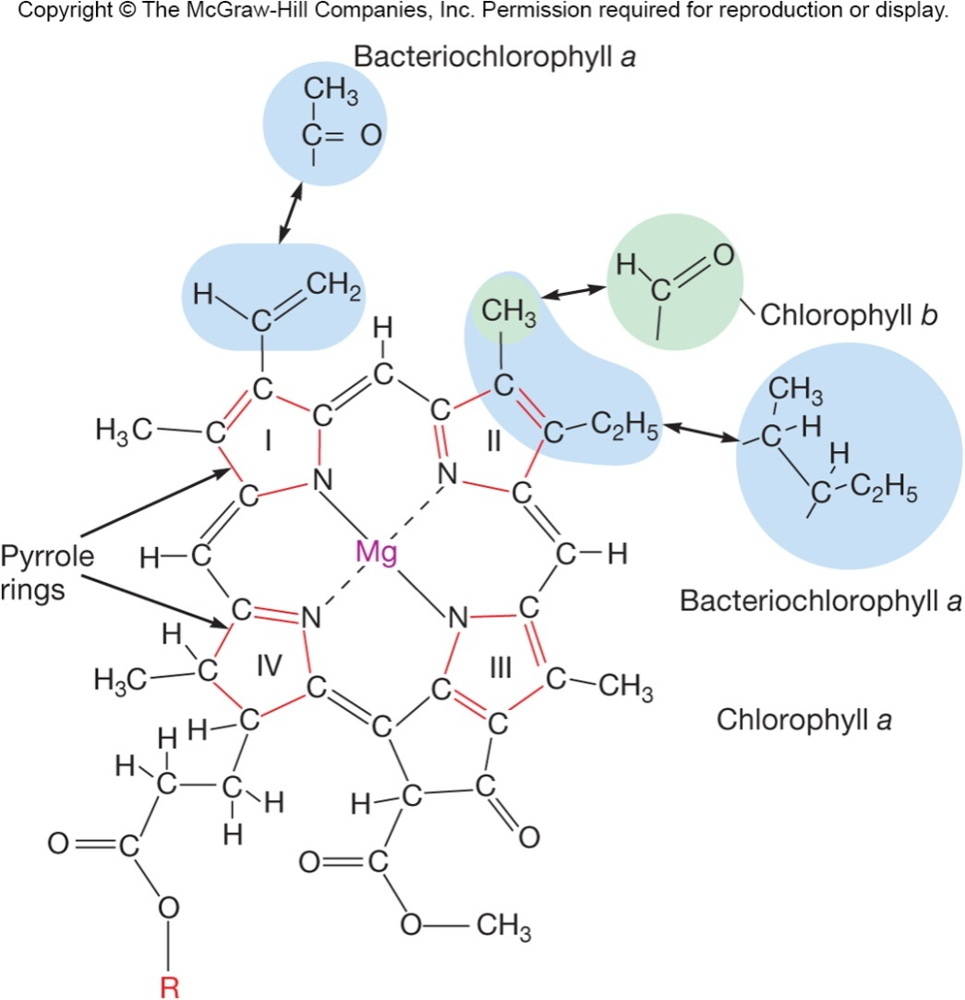 Copyright © The McGraw-Hill Companies, Inc. Permission required for reproduction or display.
Bacteriochlorophyll a
CH3
C= O
H
CH2
C
H
CH3
H
O
C
Chlorophyll b
C
C
C
C
C
H3C
C
I
II
C
C2H5
CH3
C
H
H
C
C2H5
N
N
C
C
Pyrrole
rings
H
C
Mg
C
H
Bacteriochlorophyll a
C
N
N
C
H
H3C
C
IV
III
C
CH3
C
C
Chlorophyll a
H
C
C
C
H
H
C
C
H
H
H
C
C
O
C
O
O
C
O
O
CH3
R